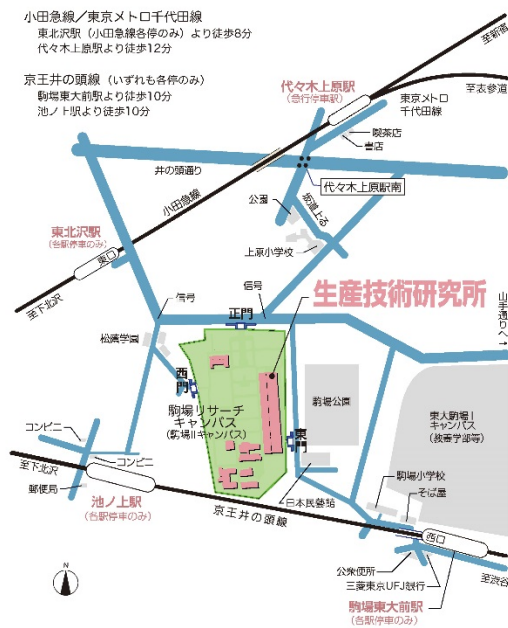 小田急線／東京メトロ千代田線
東北沢駅（小田急線各停のみ）より徒歩8分
代々木上原駅より徒歩12分
京王井の頭線（いずれも各停のみ）
駒場東大前駅より徒歩10分
池ノ上駅より徒歩10分
至新宿
代々木上原駅
（急行停車駅）
東京メトロ
千代田線
至表参道
喫茶店
書店
井の頭通り
代々木上原駅南
小田急線
公園
坂道上る
上原小学校
東北沢駅
（各駅停車のみ）
東口
至下北沢
信号
信号
正門
生産技術研究所
山手通りへ→
松蔭学園
西門
駒場リサーチ
キャンパス
（駒場Ⅱキャンパス）
東門
駒場公園
東大駒場Ⅰ
キャンパス
（教養学部等）
コンビニ
コンビニ
至下北沢
郵便局
池ノ上駅
（各駅停車のみ）
京王井の頭線
日本民藝館
駒場小学校
そば屋
西口
公衆便所
三菱東京UFJ銀行
至渋谷
駒場東大前駅
（各駅停車のみ）
N